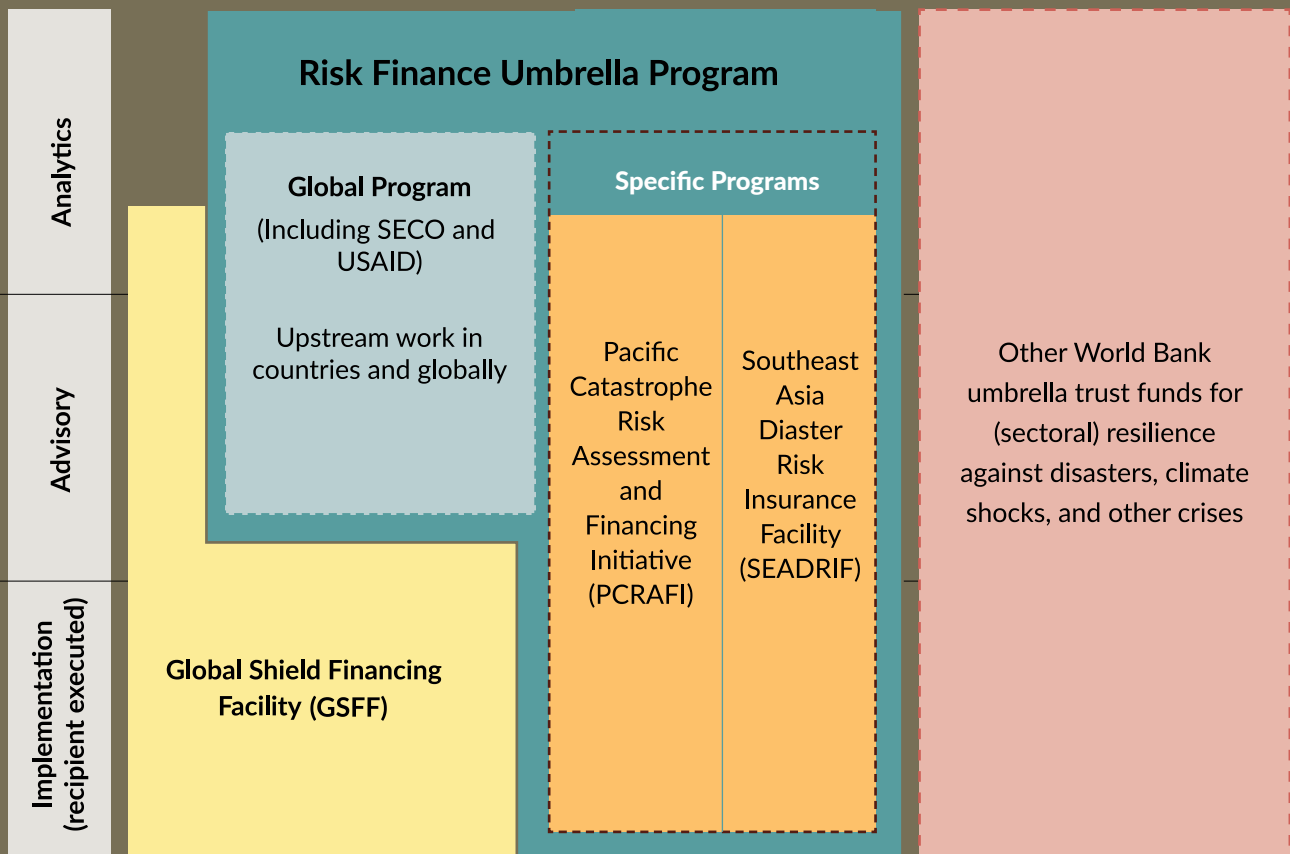 Risk Finance Umbrella Program
Analytics
Advisory
Implementation
(recipient executed)
Global Program
(Including SECO and
USAID)
Upstream work in
countries and globally
Specific Programs
Pacific
Catastrophe
Risk
Assessment
and
Financing
Initiative
(PCRAFI)
Southeast
Asia
Diaster
Risk
Insurance
Facility
(SEADRIF)
Global Shield Financing
Facility (GSFF)
Other World Bank
umbrella trust funds for
(sectoral) resilience
against disasters, climate
shocks, and other crises